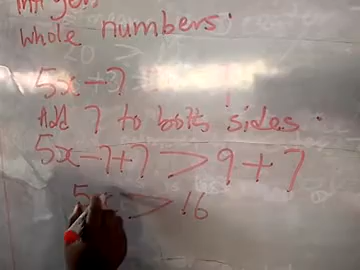 whole numbers.
5x - 7
Add 7 to both sides.
5x - 7 + 7 > 9 + 7
5x > 16